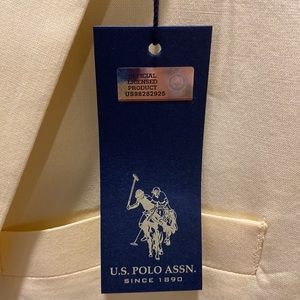 OFFICIAL
LICENSED
PRODUCT
US98282925
U.S. POLO ASSN.
SINCE 1890